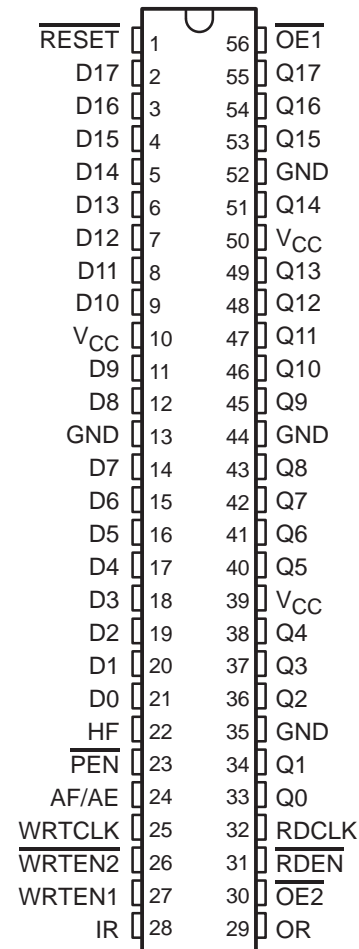 RESET 1 56 OE1
D17 2 55 Q17
D16 3 54 Q16
D15 4 53 Q15
D14 5 52 GND
D13 6 51 Q14
D12 7 50 VCC
D11 8 49 Q13
D10 9 48 Q12
VCC 10 47 Q11
D9 11 46 Q10
D8 12 45 Q9
GND 13 44 GND
D7 14 43 Q8
D6 15 42 Q7
D5 16 41 Q6
D4 17 40 Q5
D3 18 39 VCC
D2 19 38 Q4
D1 20 37 Q3
D0 21 36 Q2
HF 22 35 GND
PEN 23 34 Q1
AF/AE 24 33 Q0
WRTCLK 25 32 RDCLK
WRTEN2 26 31 RDEN
WRTEN1 27 30 OE2
IR 28 29 OR